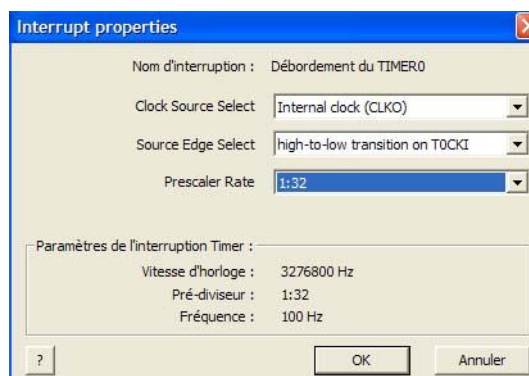 Interrupt properties
Nom d'interruption : Débordement du TIMER0
Clock Source Select Internal clock (CLKO)
Source Edge Select high-to-low transition on T0CKI
Prescaler Rate 1:32
Paramètres de l'interruption Timer :
Vitesse d'horloge : 3276800 Hz
Pré-diviseur : 1:32
Fréquence : 100 Hz
? OK Annuler